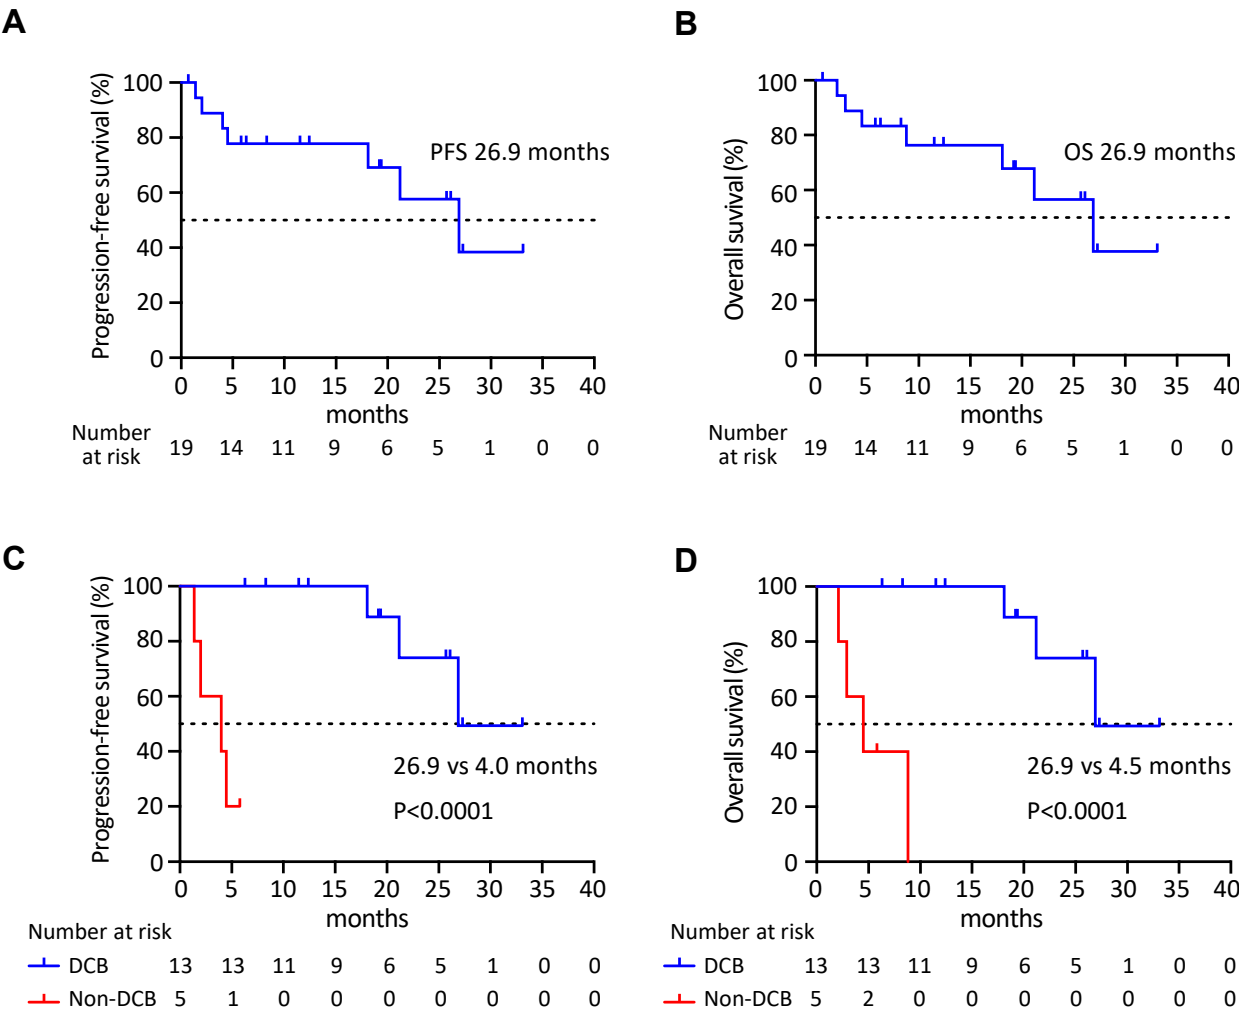 A
Progression-free survival (%)
100
80
60
40
20
0
PFS 26.9 months
0 5 10 15 20 25 30 35 40
months
Number
at risk
19 14 11 9 6 5 1 0 0
B
Overall suvival (%)
100
80
60
40
20
0
OS 26.9 months
0 5 10 15 20 25 30 35 40
months
Number
at risk
19 14 11 9 6 5 1 0 0
C
Progression-free survival (%)
100
80
60
40
20
0
26.9 vs 4.0 months
P<0.0001
0 5 10 15 20 25 30 35 40
months
Number at risk
DCB 13 13 11 9 6 5 1 0 0
Non-DCB 5 1 0 0 0 0 0 0 0
D
Overall suvival (%)
100
80
60
40
20
0
26.9 vs 4.5 months
P<0.0001
0 5 10 15 20 25 30 35 40
months
Number at risk
DCB 13 13 11 9 6 5 1 0 0
Non-DCB 5 2 0 0 0 0 0 0 0